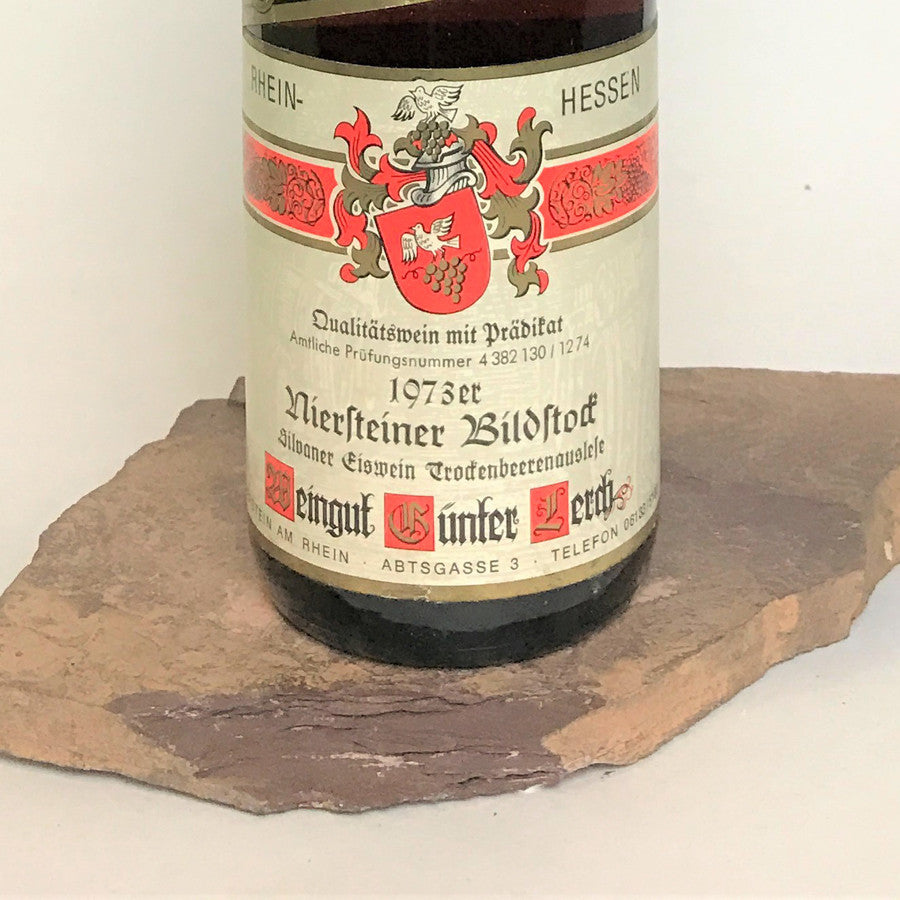 RHEIN-
HESSEN
Qualitätswein mit Prädikat
Amtliche Prüfungsnummer 4 382 130 / 12 74
1973er
Niersteiner Bildstock
Silvaner Eiswein Trockenbeerenauslese
Weingut Günter Lerch
STEIN AM RHEIN · ABTSGASSE 3 · TELEFON